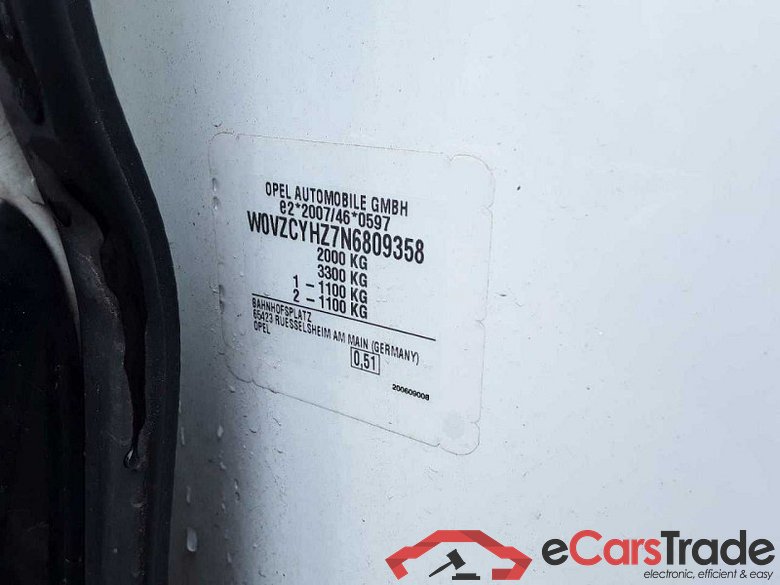 OPEL AUTOMOBILE GMBH
e2*2007/46*0597
W0VZCYHZ7N6809358
2000 KG
3300 KG
1 – 1100 KG
2 – 1100 KG
BAHNHOFSPLATZ
65423 RUESSELSHEIM AM MAIN (GERMANY)
OPEL
0,51
200609008
eCarsTrade
electronic, efficient & easy